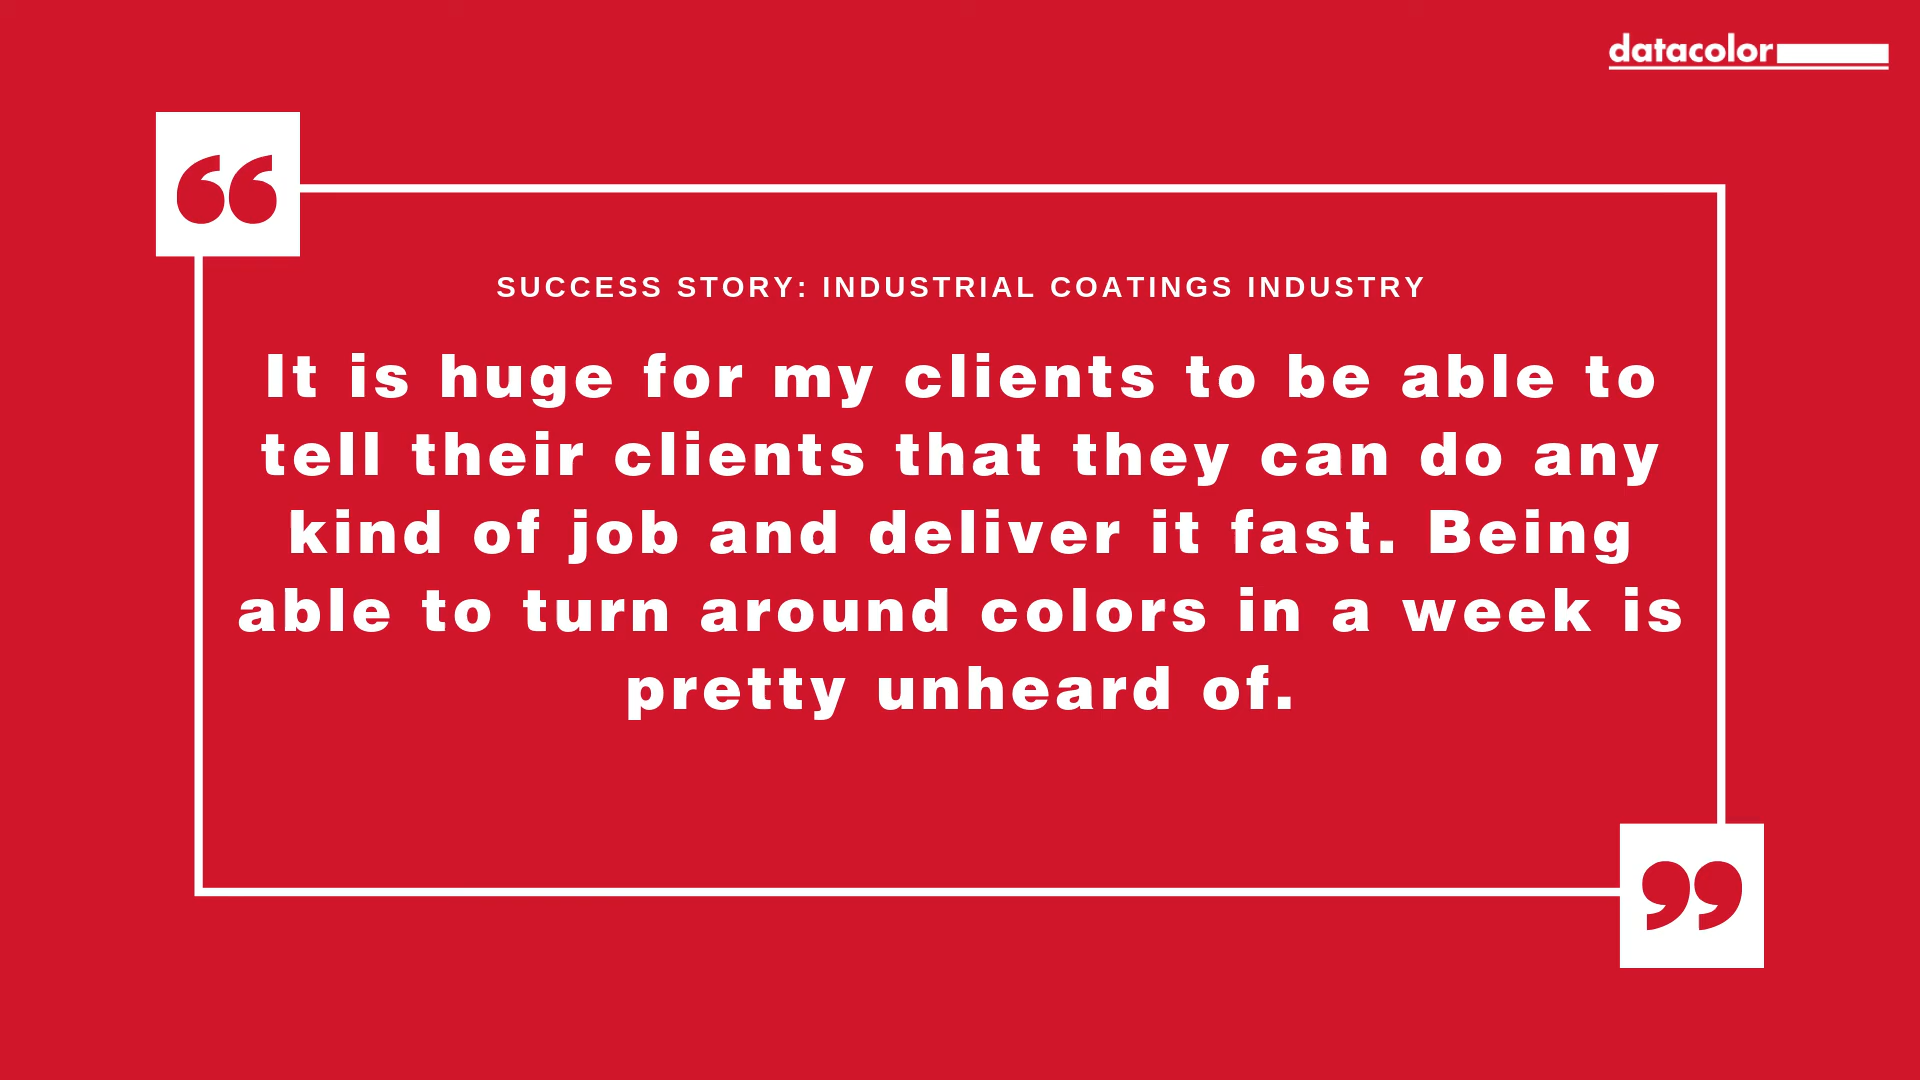 datacolor
“
SUCCESS STORY: INDUSTRIAL COATINGS INDUSTRY
It is huge for my clients to be able to
tell their clients that they can do any
kind of job and deliver it fast. Being
able to turn around colors in a week is
pretty unheard of.
”